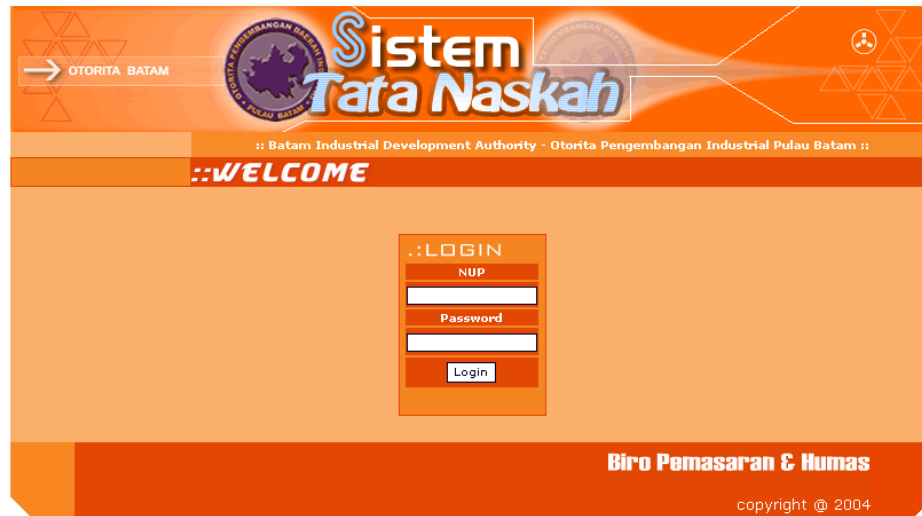 Sistem
Tata Naskah
OTORITA BATAM
:: Batam Industrial Development Authority - Otorita Pengembangan Industrial Pulau Batam ::
::WELCOME
.:LOGIN
NUP
Password
Login
Biro Pemasaran & Humas
copyright @ 2004